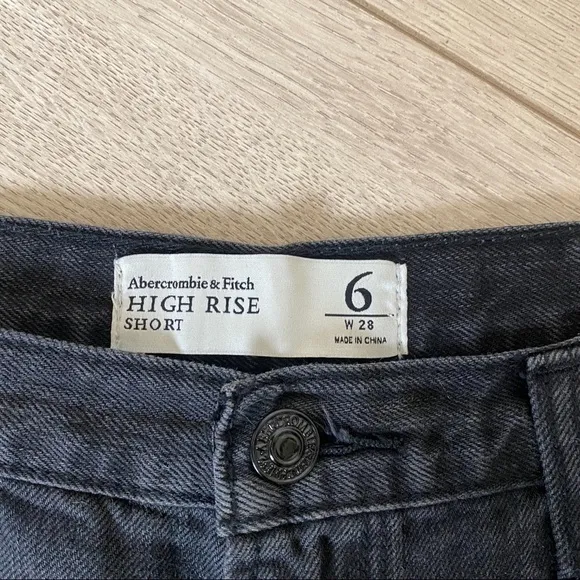 Abercrombie & Fitch
HIGH RISE
SHORT
6
W 28
MADE IN CHINA